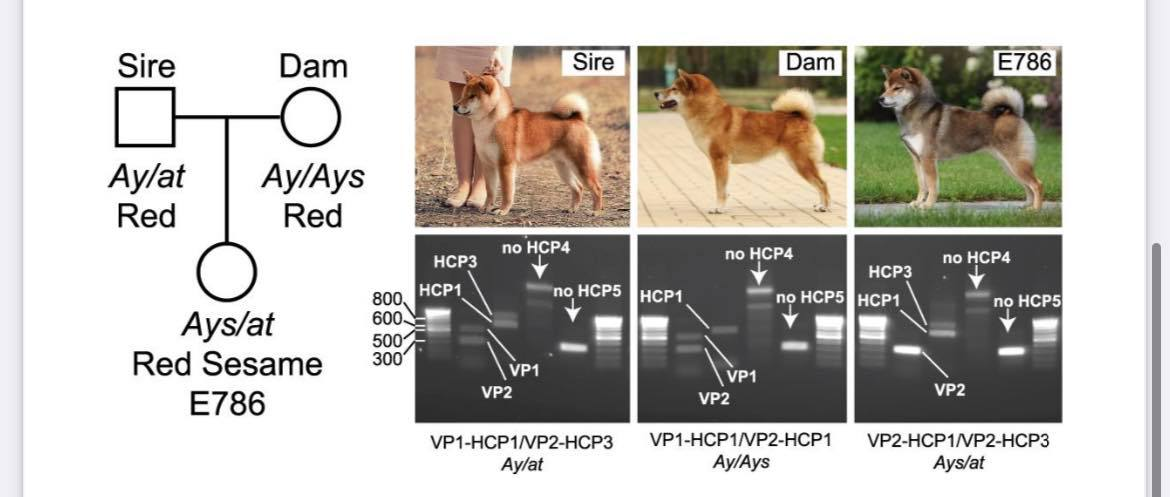 Sire
Dam
Ay/at
Ay/Ays
Red
Red
Ays/at
Red Sesame
E786
Sire
Dam
E786
800
600
500
300
HCP1
HCP3
no HCP4
no HCP5
VP1
VP2
HCP1
no HCP4
no HCP5
VP1
VP2
HCP1
HCP3
no HCP4
no HCP5
VP2
VP1-HCP1/VP2-HCP3
Ay/at
VP1-HCP1/VP2-HCP1
Ay/Ays
VP2-HCP1/VP2-HCP3
Ays/at